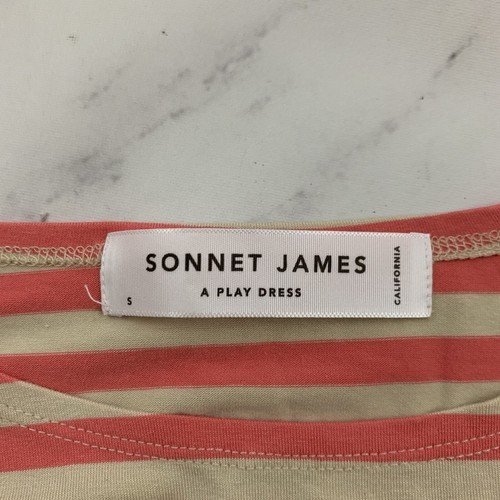 SONNET JAMES
A PLAY DRESS
S
CALIFORNIA